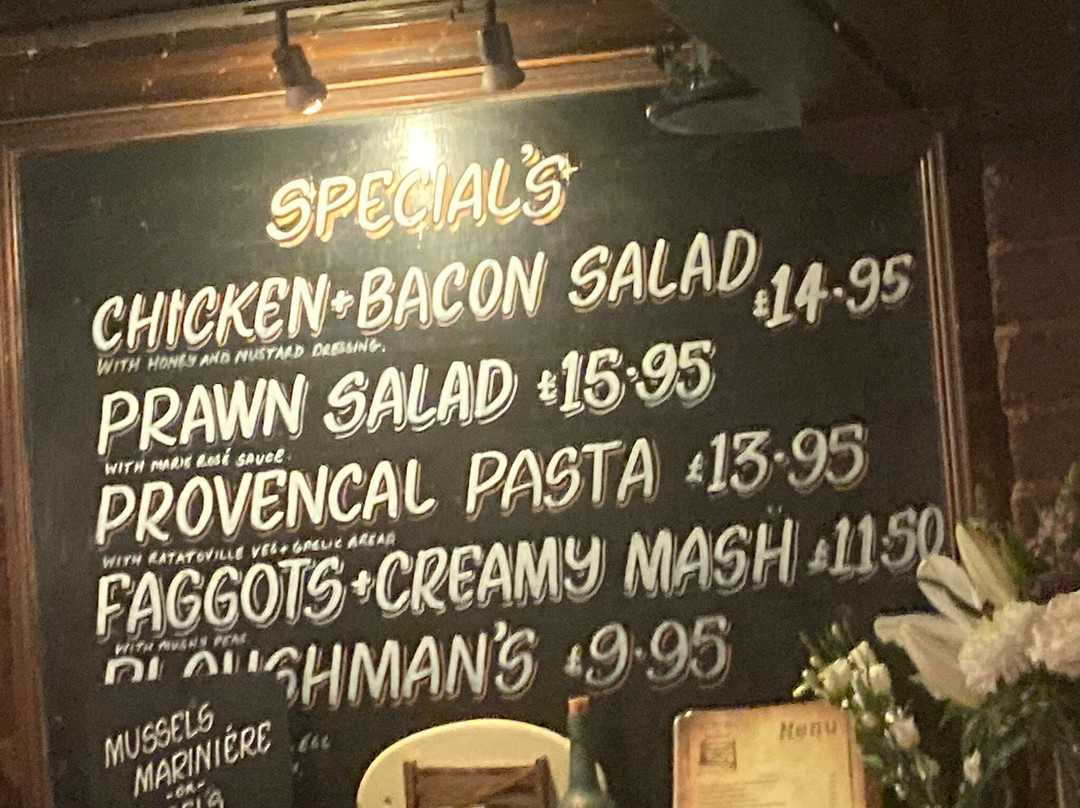 SPECIAL'S
CHICKEN+BACON SALAD £14.95
WITH HONEY AND MUSTARD DRESSING.
PRAWN SALAD £15.95
WITH MARIE ROSÉ SAUCE.
PROVENCAL PASTA £13.95
WITH RATATOVILLE VEG+ GARLIC BREAD
FAGGOTS+CREAMY MASH £11.50
WITH MUSHY PEAS
PLOUGHMAN'S £9.95
MUSSELS
MARINIÈRE
-OR-
Menu